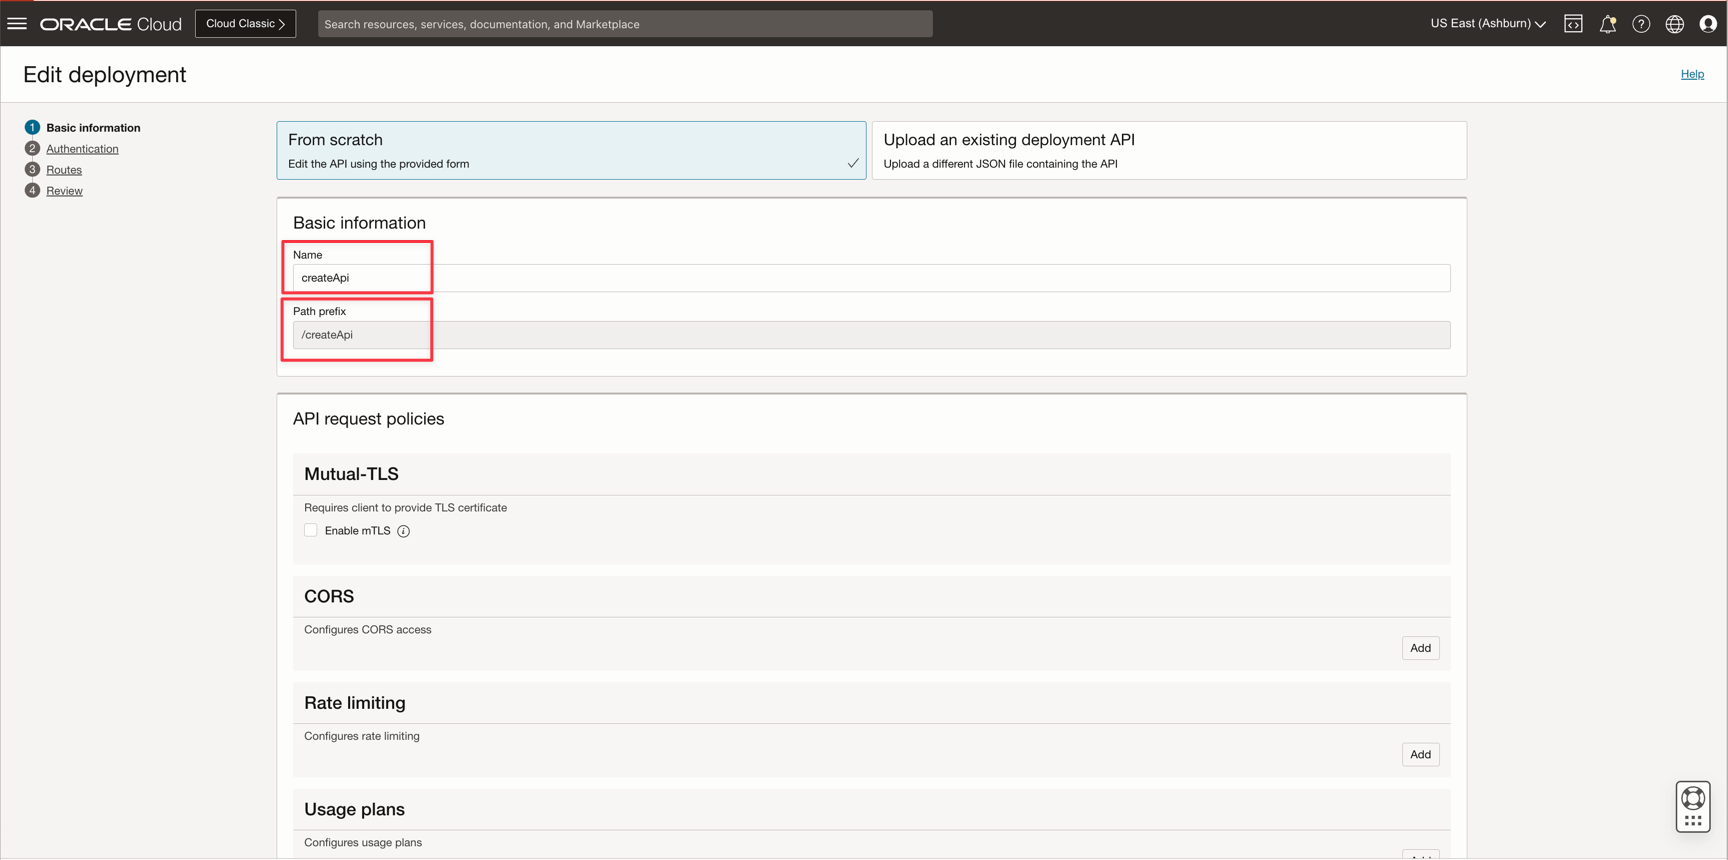 ORACLE Cloud
Cloud Classic
Search resources, services, documentation, and Marketplace
US East (Ashburn)
Edit deployment
Help
1 Basic information
2 Authentication
3 Routes
4 Review
From scratch
Edit the API using the provided form
Upload an existing deployment API
Upload a different JSON file containing the API
Basic information
Name
createApi
Path prefix
/createApi
API request policies
Mutual-TLS
Requires client to provide TLS certificate
Enable mTLS
CORS
Configures CORS access
Add
Rate limiting
Configures rate limiting
Add
Usage plans
Configures usage plans